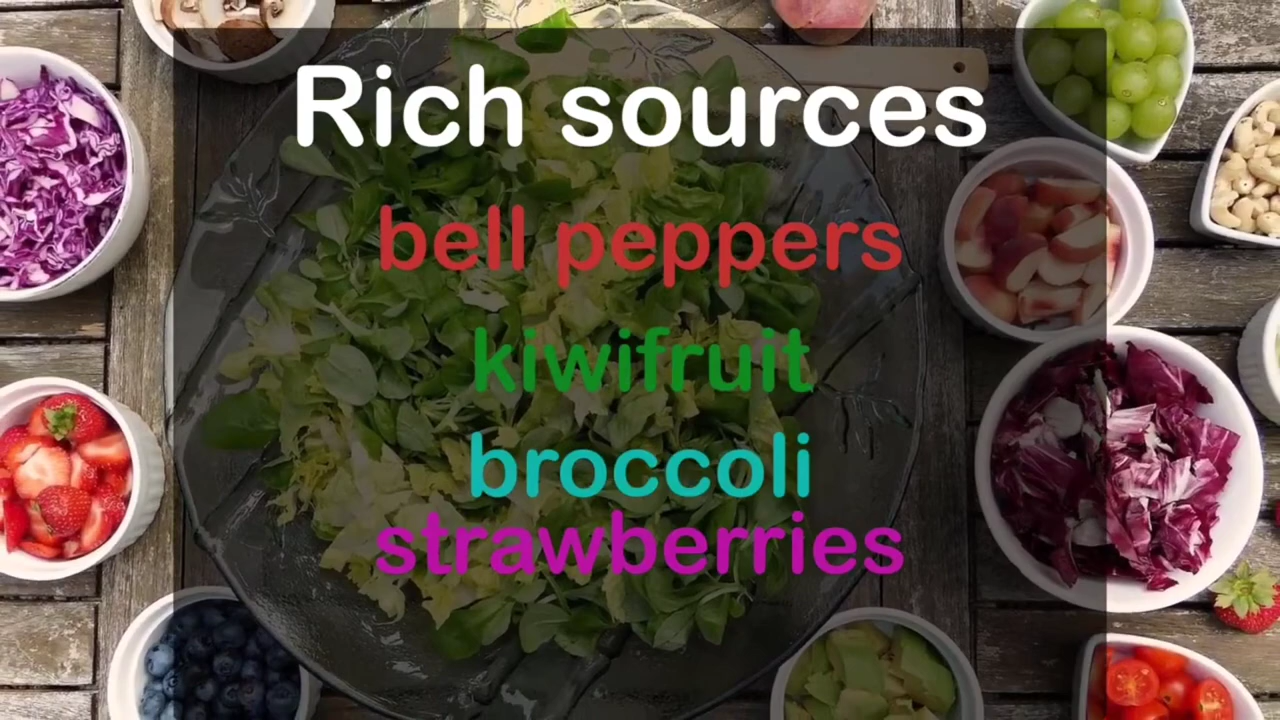 Rich sources
bell peppers
kiwifruit
broccoli
strawberries